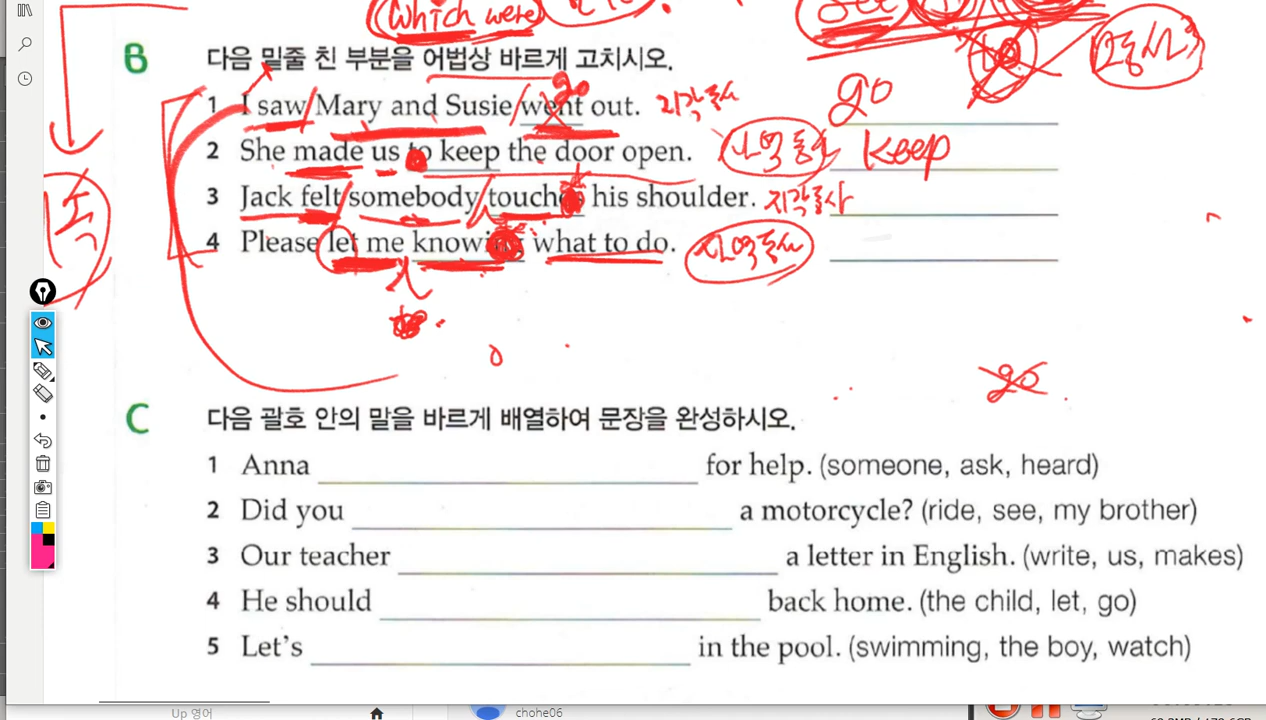 (Which were)
B 다음 밑줄 친 부분을 어법상 바르게 고치시오.
go
1 I saw/Mary and Susie/went out. 지각동사 go
2 She made us to keep the door open. 사역동사 keep
3 Jack felt/somebody/touch his shoulder. 지각동사
4 Please let me knowing what to do. 사역동사
go
C 다음 괄호 안의 말을 바르게 배열하여 문장을 완성하시오.
1 Anna for help. (someone, ask, heard)
2 Did you a motorcycle? (ride, see, my brother)
3 Our teacher a letter in English. (write, us, makes)
4 He should back home. (the child, let, go)
5 Let's in the pool. (swimming, the boy, watch)
Up 영어 chohe06